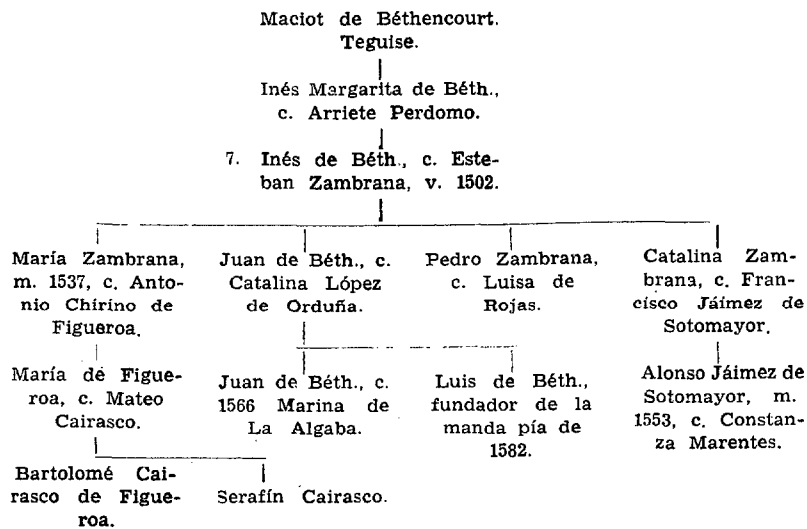 Maciot de Béthencourt.
Teguise.
Inés Margarita de Béth.,
c. Arriete Perdomo.
7. Inés de Béth., c. Este-
ban Zambrana, v. 1502.
María Zambrana,
m. 1537, c. Anto-
nio Chirino de
Figueroa.
Juan de Béth., c.
Catalina López
de Orduña.
Pedro Zambrana,
c. Luisa de
Rojas.
Catalina Zam-
brana, c. Fran-
cisco Jáimez de
Sotomayor.
María de Figue-
roa, c. Mateo
Cairasco.
Juan de Béth., c.
1566 Marina de
La Algaba.
Luis de Béth.,
fundador de la
manda pía de
1582.
Alonso Jáimez de
Sotomayor, m.
1553, c. Constan-
za Marentes.
Bartolomé Cai-
rasco de Figue-
roa.
Serafín Cairasco.